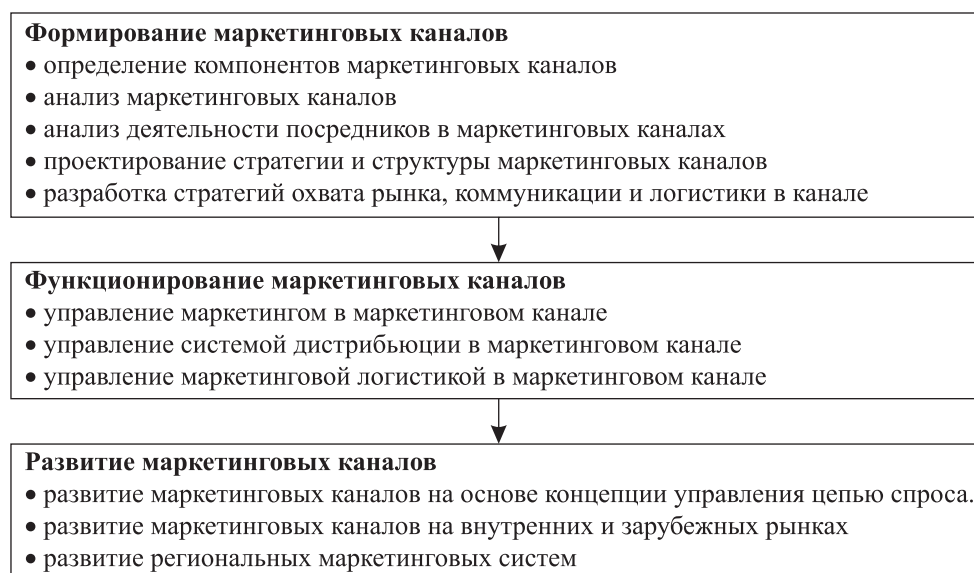 Формирование маркетинговых каналов
• определение компонентов маркетинговых каналов
• анализ маркетинговых каналов
• анализ деятельности посредников в маркетинговых каналах
• проектирование стратегии и структуры маркетинговых каналов
• разработка стратегий охвата рынка, коммуникации и логистики в канале
Функционирование маркетинговых каналов
• управление маркетингом в маркетинговом канале
• управление системой дистрибьюции в маркетинговом канале
• управление маркетинговой логистикой в маркетинговом канале
Развитие маркетинговых каналов
• развитие маркетинговых каналов на основе концепции управления цепью спроса.
• развитие маркетинговых каналов на внутренних и зарубежных рынках
• развитие региональных маркетинговых систем